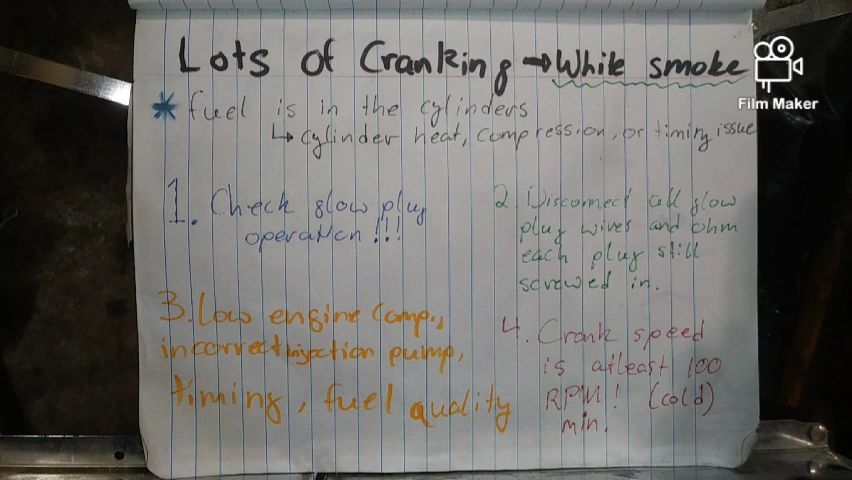 Lots of Cranking → White smoke
Film Maker
* fuel is in the cylinders
↳ cylinder heat, compression, or timing issue
1. Check glow plug
operation!!!
2. Disconnect all glow
plug wires and ohm
each plug still
screwed in.
3. Low engine comp.,
incorrect injection pump,
timing, fuel quality
4. Crank speed
is atleast 100
RPM! (cold)
min.